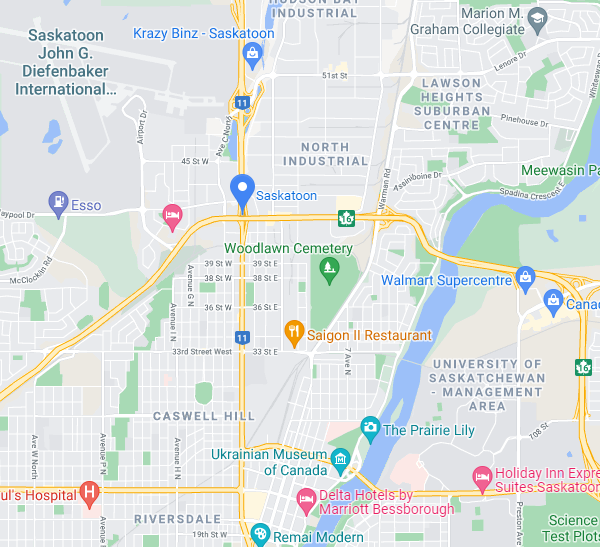 HUDSON BAY
INDUSTRIAL
Marion M.
Graham Collegiate
Krazy Binz - Saskatoon
Saskatoon
John G.
Diefenbaker
International...
51st St
Lenore Dr
Whiteswan
LAWSON
HEIGHTS
SUBURBAN
CENTRE
11
Airport Dr
Ave C North
Pinehouse Dr
NORTH
INDUSTRIAL
45 St W
Warman Rd
Assiniboine Dr
Meewasin Pa
Spadina Crescent E
Saskatoon
Esso
aypool Dr
16
McClocklin Rd
Woodlawn Cemetery
39 St W
39 St E
38 St W
38 St E
Avenue G N
Walmart Supercentre
Canad
36 St W
36 St E
Avenue I N
Saigon II Restaurant
11
33rd Street West
33 St E
7 Ave N
16
UNIVERSITY OF
SASKATCHEWAN
- MANAGEMENT
AREA
CASWELL HILL
The Prairie Lily
708 St
Ave W North
Avenue P N
Avenue H N
Ukrainian Museum
of Canada
Holiday Inn Expre
Suites Saskatoon
ul's Hospital
H
Delta Hotels by
Marriott Bessborough
Preston Ave
RIVERSDALE
19th St W
Remai Modern
Science
Test Plots